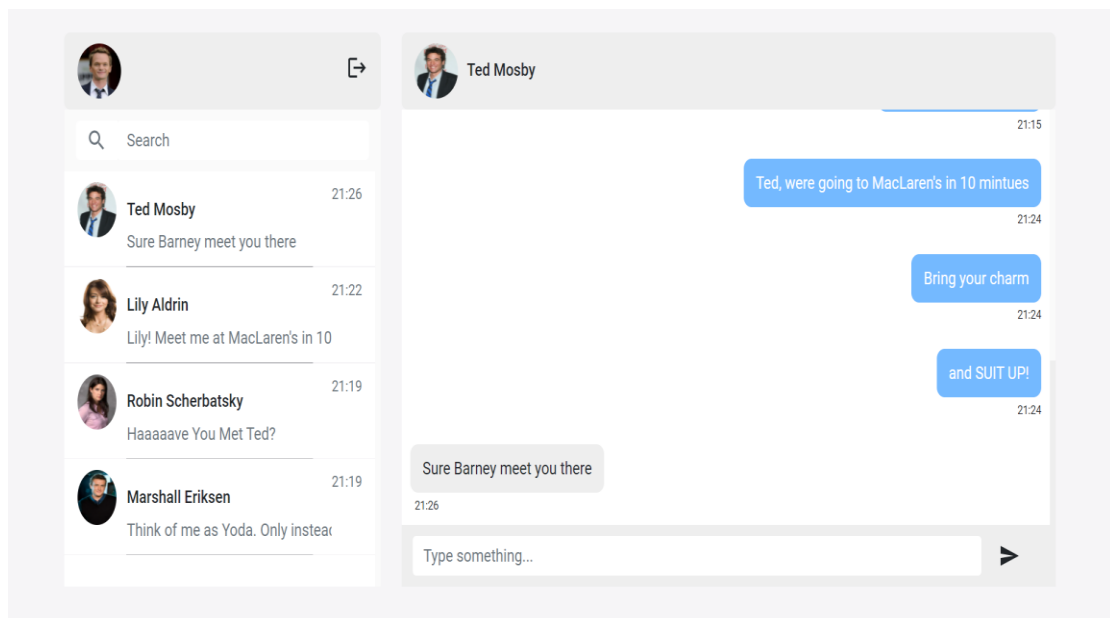 Search
21:26
Ted Mosby
Sure Barney meet you there
21:22
Lily Aldrin
Lily! Meet me at MacLaren's in 10
21:19
Robin Scherbatsky
Haaaaave You Met Ted?
21:19
Marshall Eriksen
Think of me as Yoda. Only instead
Ted Mosby
21:15
Ted, were going to MacLaren's in 10 mintues
21:24
Bring your charm
21:24
and SUIT UP!
21:24
Sure Barney meet you there
21:26
Type something...